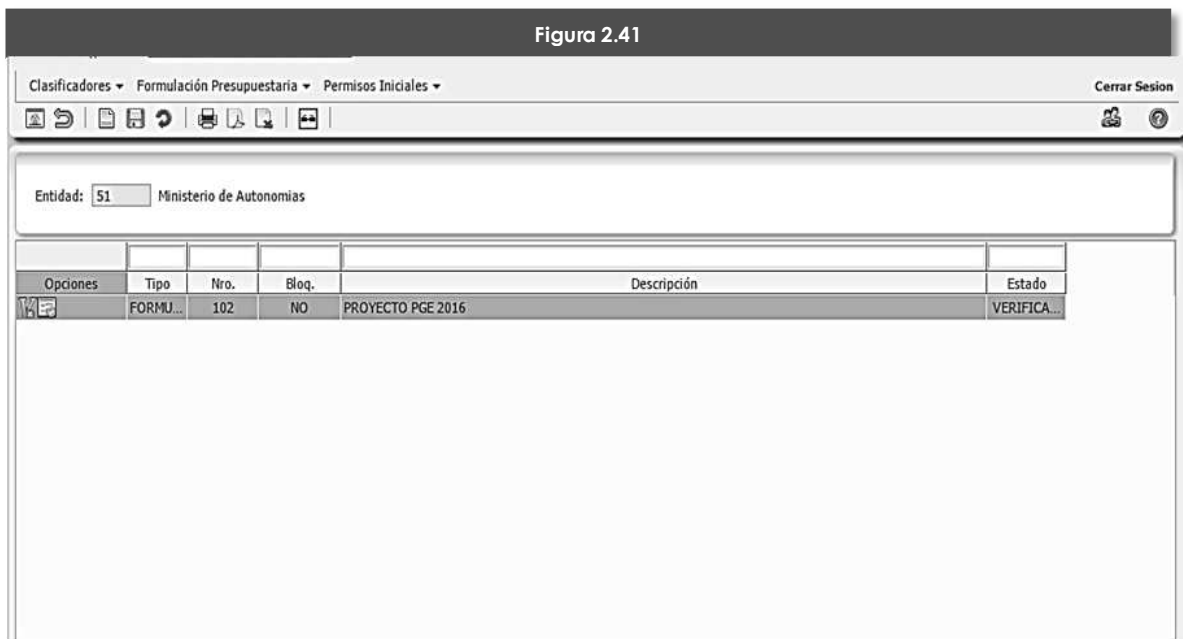 Figura 2.41
Clasificadores Formulación Presupuestaria Permisos Iniciales Cerrar Sesion
Entidad: 51 Ministerio de Autonomias
Opciones Tipo Nro. Bloq. Descripción Estado
FORMU... 102 NO PROYECTO PGE 2016 VERIFICA...